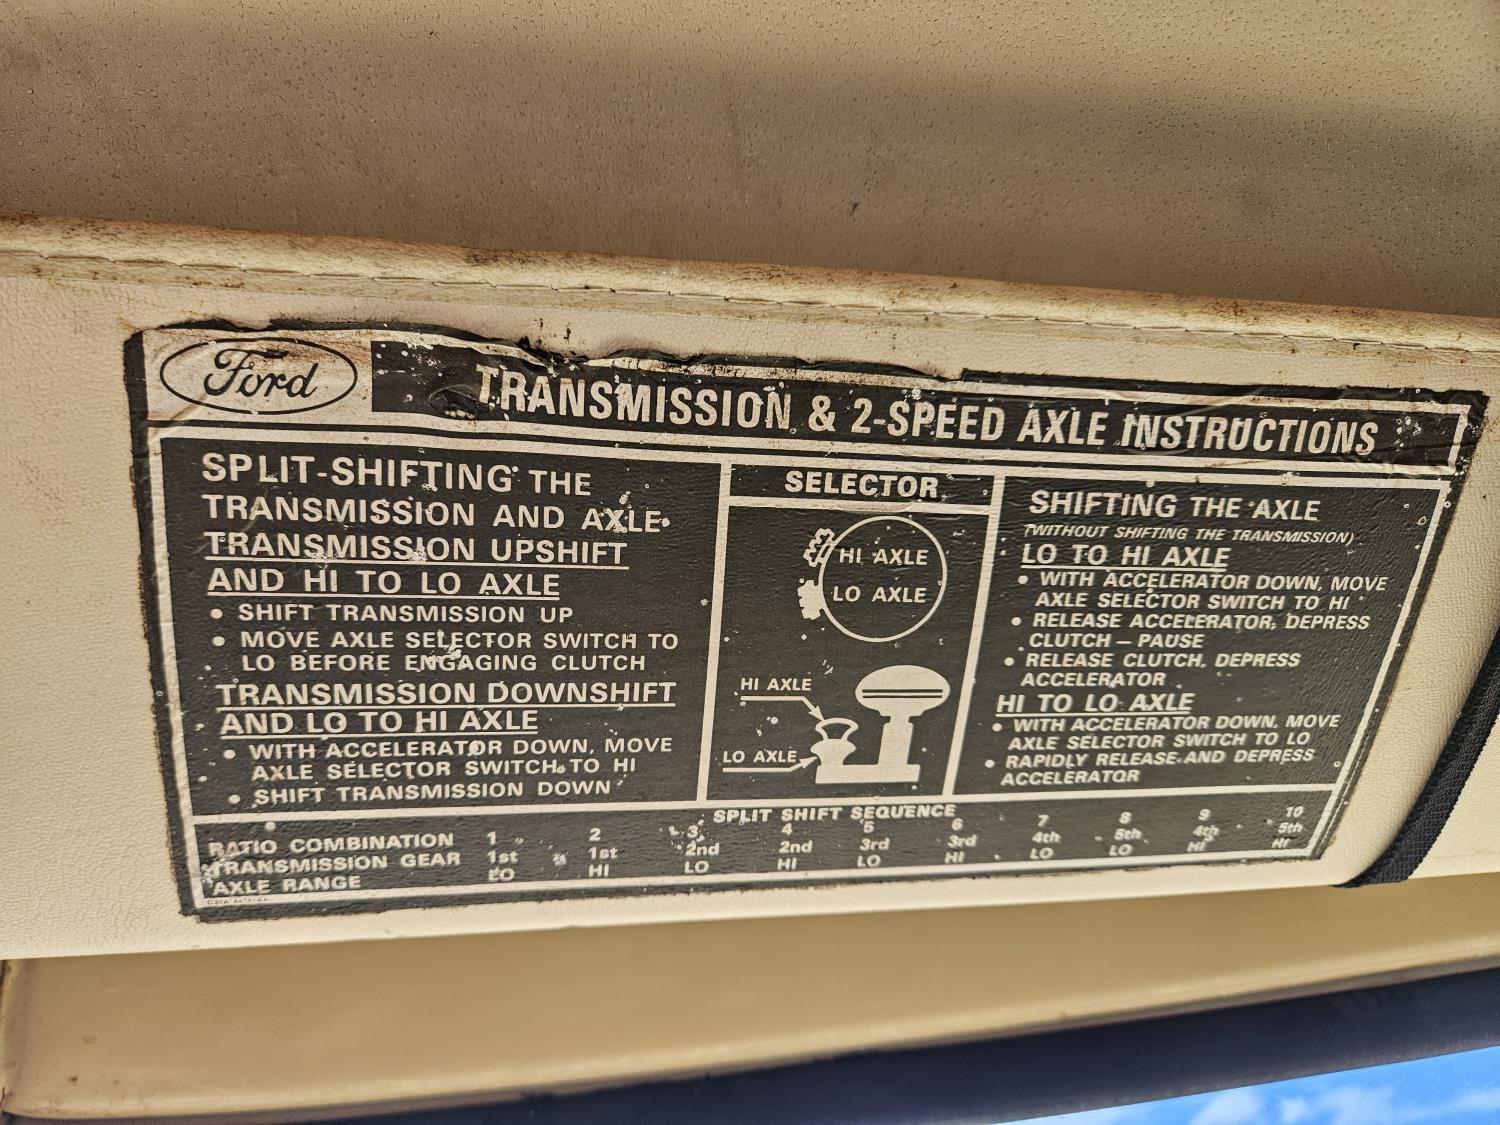 Ford
TRANSMISSION & 2-SPEED AXLE INSTRUCTIONS
SPLIT-SHIFTING THE
TRANSMISSION AND AXLE
TRANSMISSION UPSHIFT
AND HI TO LO AXLE
• SHIFT TRANSMISSION UP
• MOVE AXLE SELECTOR SWITCH TO
LO BEFORE ENGAGING CLUTCH
TRANSMISSION DOWNSHIFT
AND LO TO HI AXLE
• WITH ACCELERATOR DOWN, MOVE
AXLE SELECTOR SWITCH TO HI
• SHIFT TRANSMISSION DOWN
SELECTOR
HI AXLE
LO AXLE
HI AXLE
LO AXLE
SHIFTING THE AXLE
(WITHOUT SHIFTING THE TRANSMISSION)
LO TO HI AXLE
• WITH ACCELERATOR DOWN, MOVE
AXLE SELECTOR SWITCH TO HI
• RELEASE ACCELERATOR, DEPRESS
CLUTCH – PAUSE
• RELEASE CLUTCH, DEPRESS
ACCELERATOR
HI TO LO AXLE
• WITH ACCELERATOR DOWN, MOVE
AXLE SELECTOR SWITCH TO LO
• RAPIDLY RELEASE AND DEPRESS
ACCELERATOR
SPLIT SHIFT SEQUENCE
RATIO COMBINATION 1 2 3 4 5 6 7 8 9 10
TRANSMISSION GEAR 1st 1st 2nd 2nd 3rd 3rd 4th 5th 4th 5th
AXLE RANGE LO HI LO HI LO HI LO LO HI HI